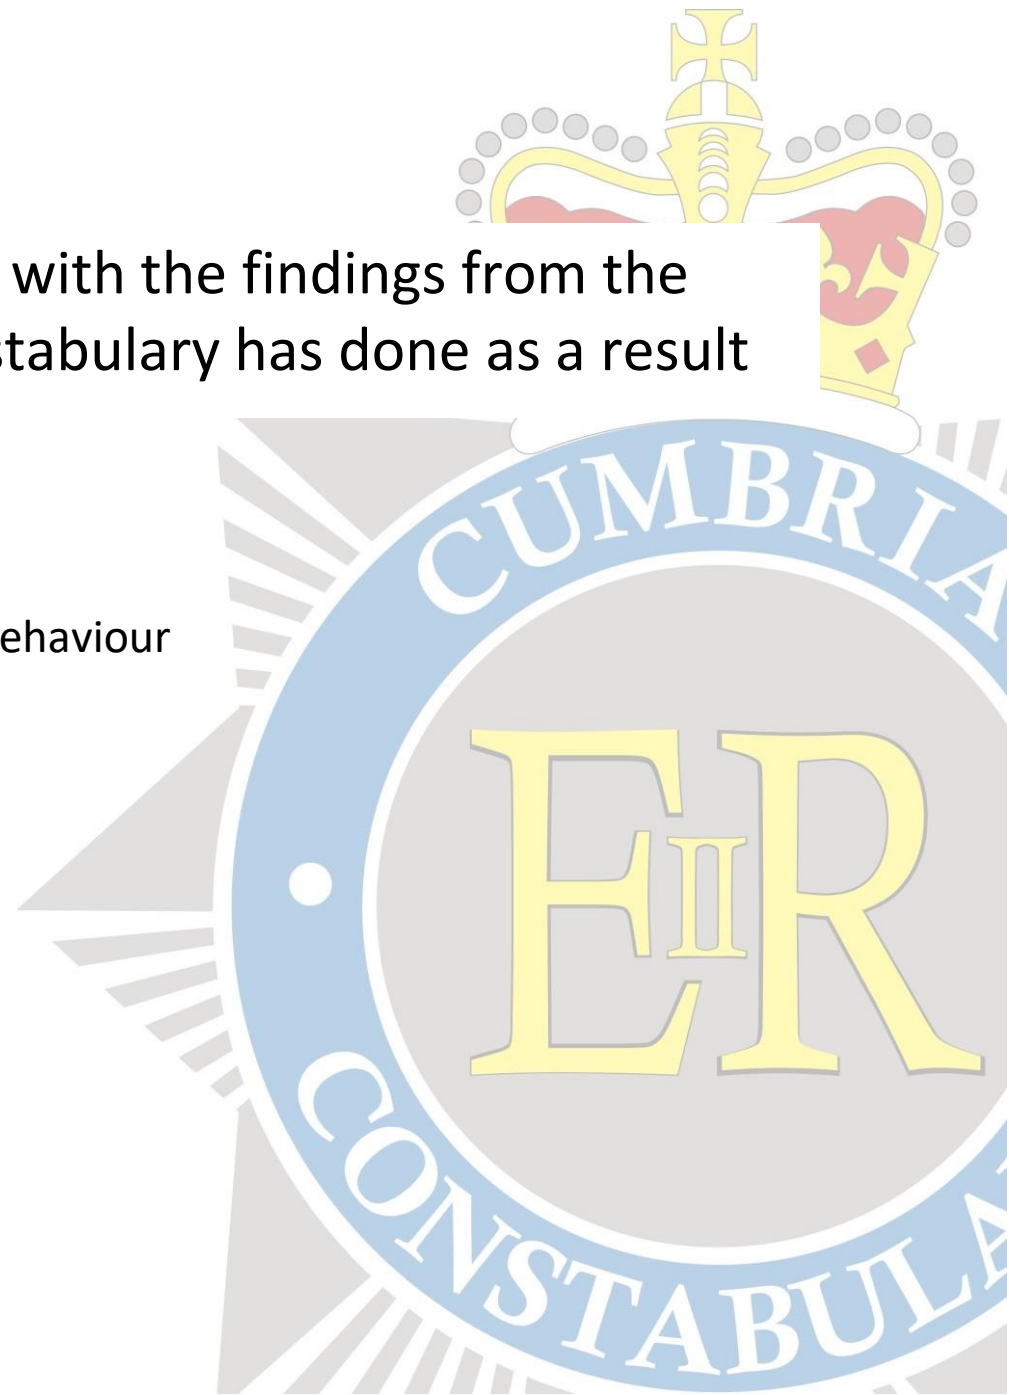 with the findings from the
stabulary has done as a result
ehaviour
CUMBRIA
EIIR
CONSTABULA